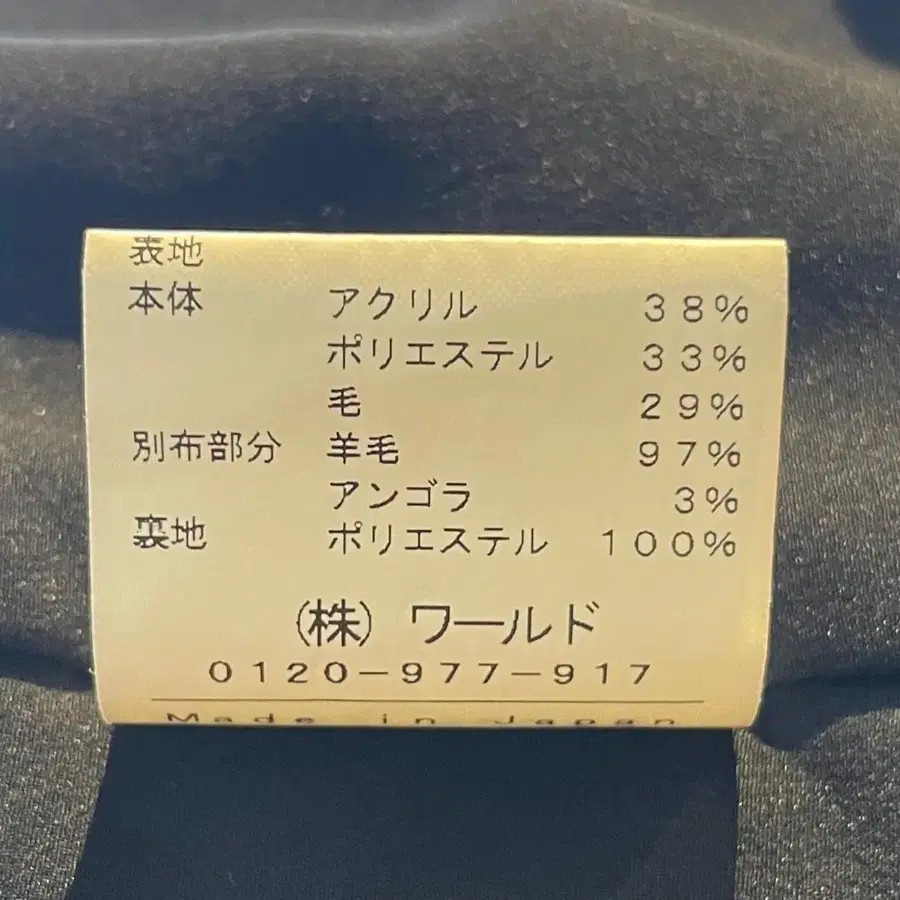 表地
本体 アクリル 38%
ポリエステル 33%
毛 29%
別布部分 羊毛 97%
アンゴラ 3%
裏地 ポリエステル 100%
(株) ワールド
0120-977-917
Made in Japan